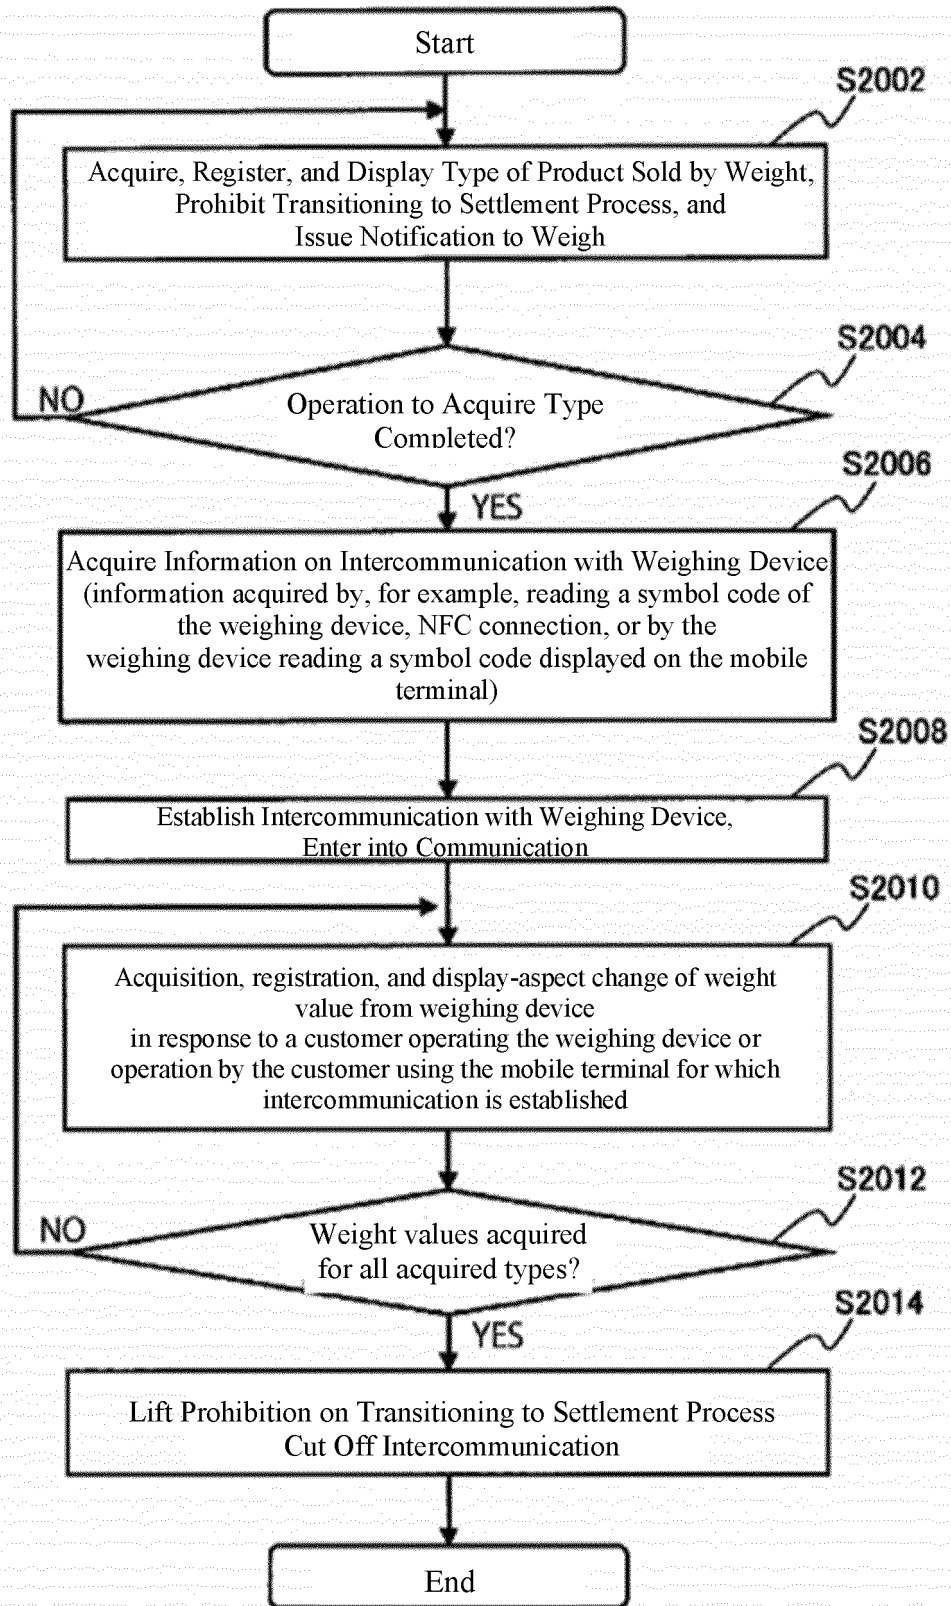 Start
S2002
Acquire, Register, and Display Type of Product Sold by Weight,
Prohibit Transitioning to Settlement Process, and
Issue Notification to Weigh
S2004
NO
Operation to Acquire Type
Completed?
S2006
YES
Acquire Information on Intercommunication with Weighing Device
(information acquired by, for example, reading a symbol code of
the weighing device, NFC connection, or by the
weighing device reading a symbol code displayed on the mobile
terminal)
S2008
Establish Intercommunication with Weighing Device,
Enter into Communication
S2010
Acquisition, registration, and display-aspect change of weight
value from weighing device
in response to a customer operating the weighing device or
operation by the customer using the mobile terminal for which
intercommunication is established
S2012
NO
Weight values acquired
for all acquired types?
S2014
YES
Lift Prohibition on Transitioning to Settlement Process
Cut Off Intercommunication
End